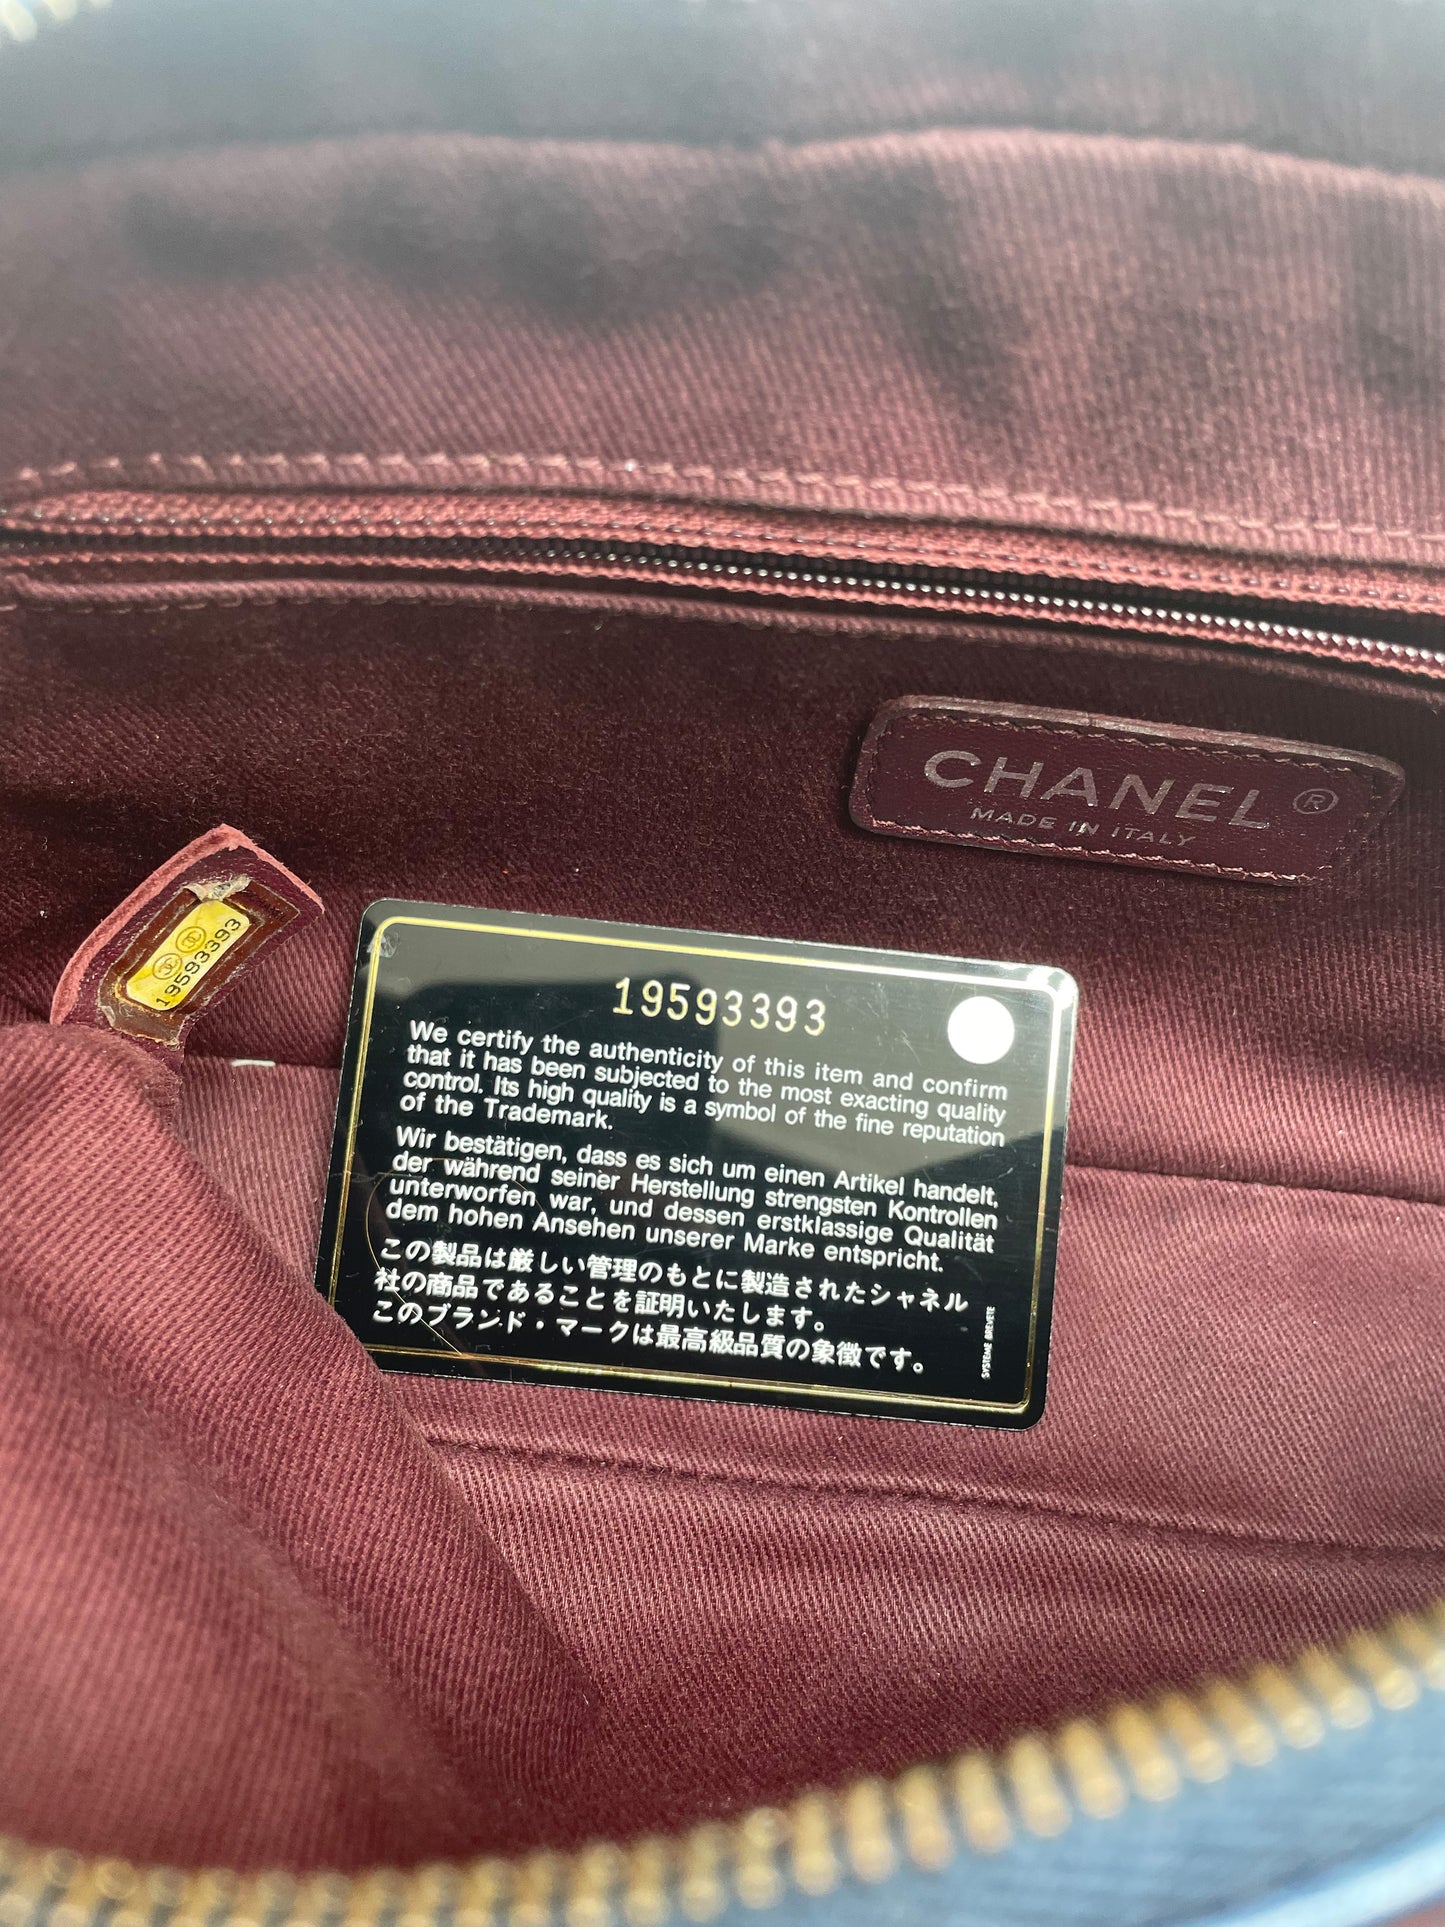 CHANEL®
MADE IN ITALY
19593393
19593393
We certify the authenticity of this item and confirm
that it has been subjected to the most exacting quality
control. Its high quality is a symbol of the fine reputation
of the Trademark.
Wir bestätigen, dass es sich um einen Artikel handelt,
der während seiner Herstellung strengsten Kontrollen
unterworfen war, und dessen erstklassige Qualität
dem hohen Ansehen unserer Marke entspricht.
この製品は厳しい管理のもとに製造されたシャネル
社の商品であることを証明いたします。
このブランド・マークは最高級品質の象徴です。
SYSTEME BREVETE